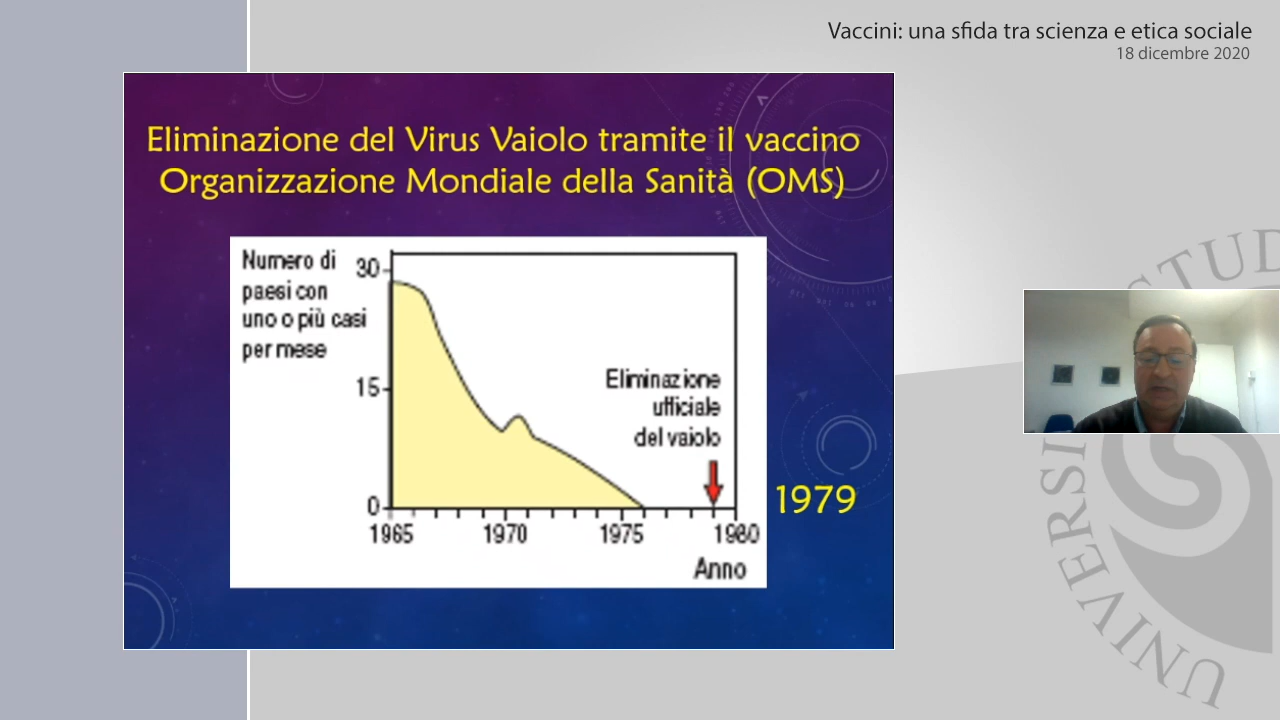 Vaccini: una sfida tra scienza e etica sociale
18 dicembre 2020
Eliminazione del Virus Vaiolo tramite il vaccino
Organizzazione Mondiale della Sanità (OMS)
Numero di
paesi con
uno o più casi
per mese
30
15
0
Eliminazione
ufficiale
del vaiolo
1979
1965
1970
1975
1980
Anno
UNIVERSI
STUD